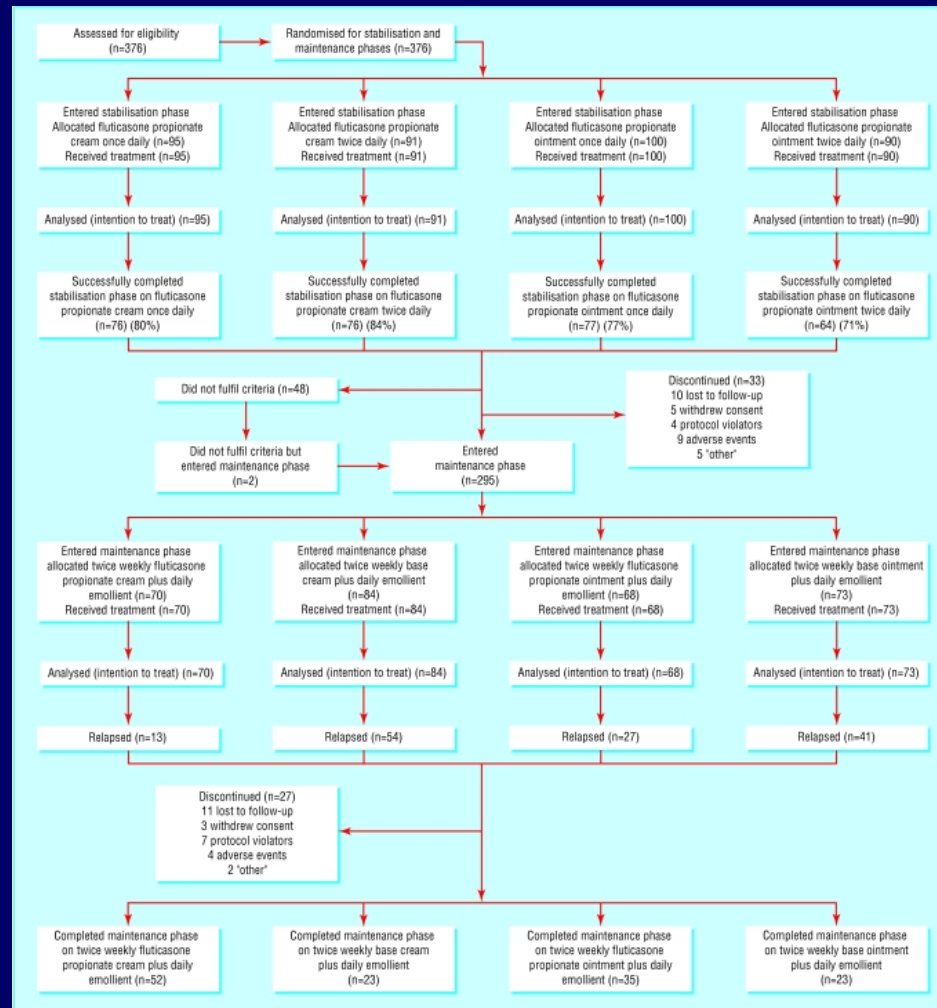 Assessed for eligibility
(n=376)
Randomised for stabilisation and
maintenance phases (n=376)
Entered stabilisation phase
Allocated fluticasone propionate
cream once daily (n=95)
Received treatment (n=95)
Entered stabilisation phase
Allocated fluticasone propionate
cream twice daily (n=91)
Received treatment (n=91)
Entered stabilisation phase
Allocated fluticasone propionate
ointment once daily (n=100)
Received treatment (n=100)
Entered stabilisation phase
Allocated fluticasone propionate
ointment twice daily (n=90)
Received treatment (n=90)
Analysed (intention to treat) (n=95)
Analysed (intention to treat) (n=91)
Analysed (intention to treat) (n=100)
Analysed (intention to treat) (n=90)
Successfully completed
stabilisation phase on fluticasone
propionate cream once daily
(n=76) (80%)
Successfully completed
stabilisation phase on fluticasone
propionate cream twice daily
(n=76) (84%)
Successfully completed
stabilisation phase on fluticasone
propionate ointment once daily
(n=77) (77%)
Successfully completed
stabilisation phase on fluticasone
propionate ointment twice daily
(n=64) (71%)
Did not fulfil criteria (n=48)
Discontinued (n=33)
10 lost to follow-up
5 withdrew consent
4 protocol violators
9 adverse events
5 "other"
Did not fulfil criteria but
entered maintenance phase
(n=2)
Entered
maintenance phase
(n=295)
Entered maintenance phase
allocated twice weekly fluticasone
propionate cream plus daily
emollient (n=70)
Received treatment (n=70)
Entered maintenance phase
allocated twice weekly base
cream plus daily emollient
(n=84)
Received treatment (n=84)
Entered maintenance phase
allocated twice weekly fluticasone
propionate ointment plus daily
emollient (n=68)
Received treatment (n=68)
Entered maintenance phase
allocated twice weekly base ointment
plus daily emollient
(n=73)
Received treatment (n=73)
Analysed (intention to treat) (n=70)
Analysed (intention to treat) (n=84)
Analysed (intention to treat) (n=68)
Analysed (intention to treat) (n=73)
Relapsed (n=13)
Relapsed (n=54)
Relapsed (n=27)
Relapsed (n=41)
Discontinued (n=27)
11 lost to follow-up
3 withdrew consent
7 protocol violators
4 adverse events
2 "other"
Completed maintenance phase
on twice weekly fluticasone
propionate cream plus daily
emollient (n=52)
Completed maintenance phase
on twice weekly base cream
plus daily emollient
(n=23)
Completed maintenance phase
on twice weekly fluticasone
propionate ointment plus daily
emollient (n=35)
Completed maintenance phase
on twice weekly base ointment
plus daily emollient
(n=23)